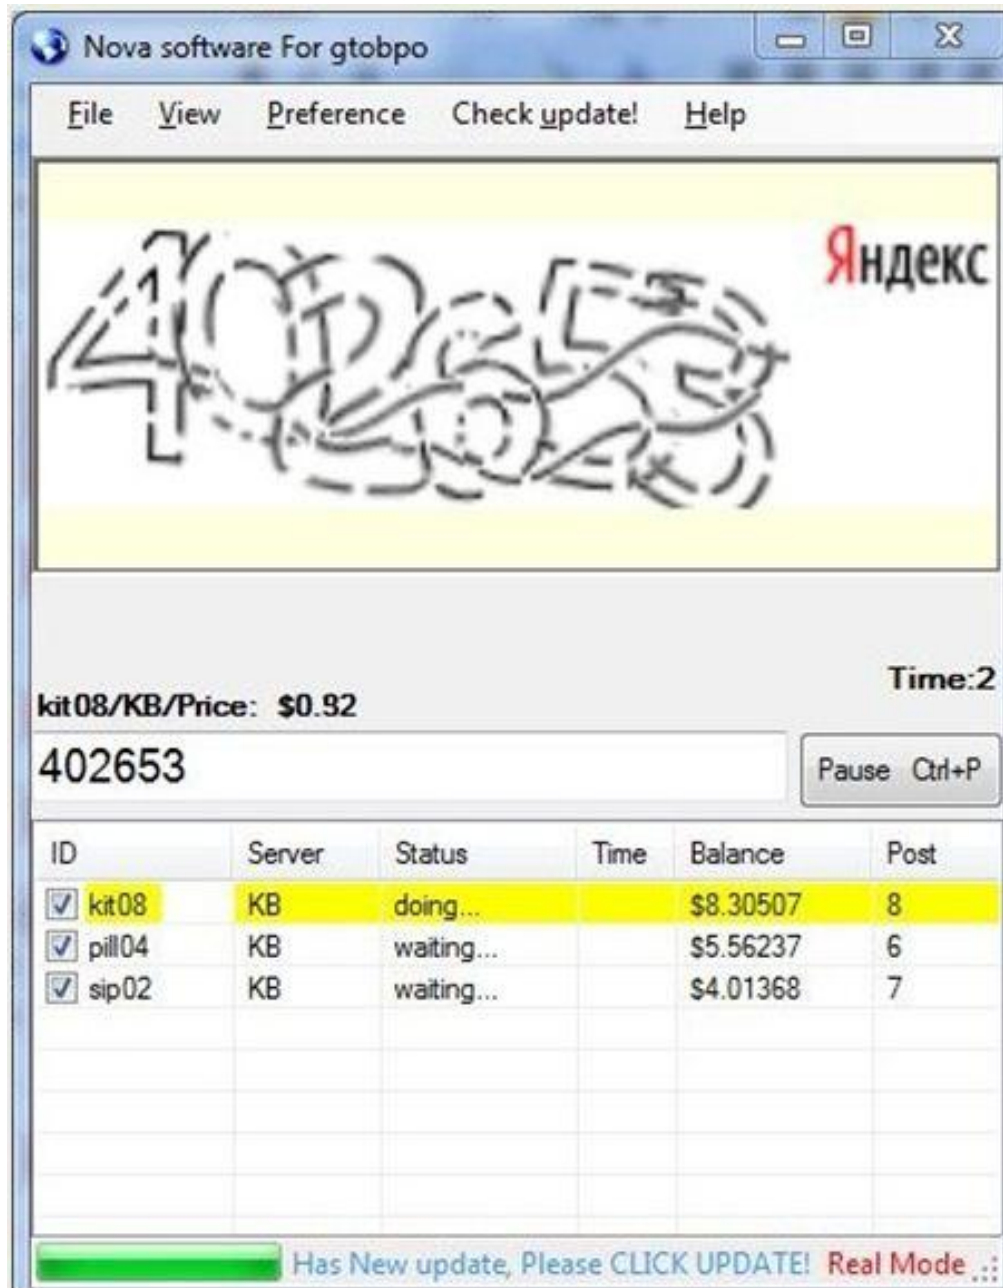 Nova software For gtobpo
File View Preference Check update! Help
Яндекс
Time:2
kit08/KB/Price: $0.92
402653
Pause Ctrl+P
ID Server Status Time Balance Post
kit08 KB doing... $8.30507 8
pill04 KB waiting... $5.56237 6
sip02 KB waiting... $4.01368 7
Has New update, Please CLICK UPDATE! Real Mode